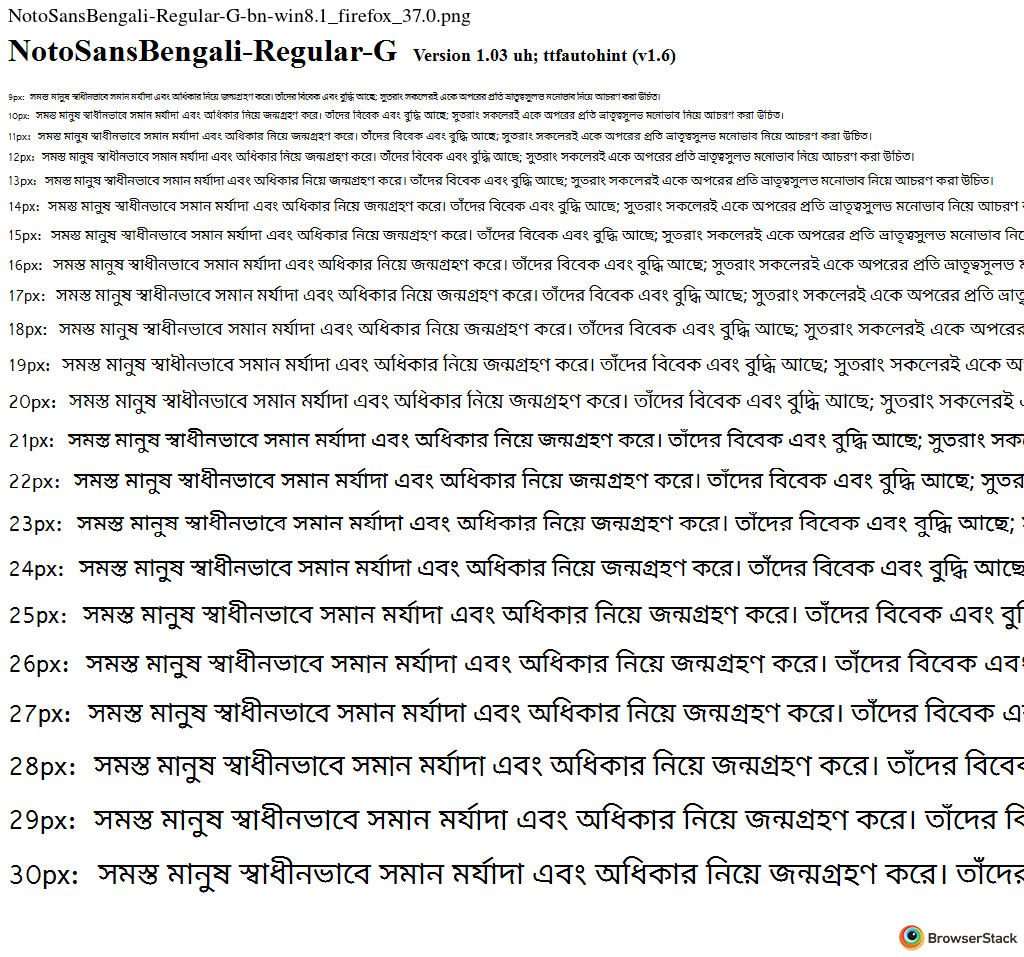 NotoSansBengali-Regular-G-bn-win8.1_firefox_37.0.png
NotoSansBengali-Regular-G Version 1.03 uh; ttfautohint (v1.6)
9px: সমস্ত মানুষ স্বাধীনভাবে সমান মর্যাদা এবং অধিকার নিয়ে জন্মগ্রহণ করে। তাঁদের বিবেক এবং বুদ্ধি আছে; সুতরাং সকলেরই একে অপরের প্রতি ভ্রাতৃত্বসুলভ মনোভাব নিয়ে আচরণ করা উচিত।
10px: সমস্ত মানুষ স্বাধীনভাবে সমান মর্যাদা এবং অধিকার নিয়ে জন্মগ্রহণ করে। তাঁদের বিবেক এবং বুদ্ধি আছে; সুতরাং সকলেরই একে অপরের প্রতি ভ্রাতৃত্বসুলভ মনোভাব নিয়ে আচরণ করা উচিত।
11px: সমস্ত মানুষ স্বাধীনভাবে সমান মর্যাদা এবং অধিকার নিয়ে জন্মগ্রহণ করে। তাঁদের বিবেক এবং বুদ্ধি আছে; সুতরাং সকলেরই একে অপরের প্রতি ভ্রাতৃত্বসুলভ মনোভাব নিয়ে আচরণ করা উচিত।
12px: সমস্ত মানুষ স্বাধীনভাবে সমান মর্যাদা এবং অধিকার নিয়ে জন্মগ্রহণ করে। তাঁদের বিবেক এবং বুদ্ধি আছে; সুতরাং সকলেরই একে অপরের প্রতি ভ্রাতৃত্বসুলভ মনোভাব নিয়ে আচরণ করা উচিত।
13px: সমস্ত মানুষ স্বাধীনভাবে সমান মর্যাদা এবং অধিকার নিয়ে জন্মগ্রহণ করে। তাঁদের বিবেক এবং বুদ্ধি আছে; সুতরাং সকলেরই একে অপরের প্রতি ভ্রাতৃত্বসুলভ মনোভাব নিয়ে আচরণ করা উচিত।
14px: সমস্ত মানুষ স্বাধীনভাবে সমান মর্যাদা এবং অধিকার নিয়ে জন্মগ্রহণ করে। তাঁদের বিবেক এবং বুদ্ধি আছে; সুতরাং সকলেরই একে অপরের প্রতি ভ্রাতৃত্বসুলভ মনোভাব নিয়ে আচরণ
15px: সমস্ত মানুষ স্বাধীনভাবে সমান মর্যাদা এবং অধিকার নিয়ে জন্মগ্রহণ করে। তাঁদের বিবেক এবং বুদ্ধি আছে; সুতরাং সকলেরই একে অপরের প্রতি ভ্রাতৃত্বসুলভ মনোভাব
16px: সমস্ত মানুষ স্বাধীনভাবে সমান মর্যাদা এবং অধিকার নিয়ে জন্মগ্রহণ করে। তাঁদের বিবেক এবং বুদ্ধি আছে; সুতরাং সকলেরই একে অপরের প্রতি ভ্রাতৃত্বসুলভ
17px: সমস্ত মানুষ স্বাধীনভাবে সমান মর্যাদা এবং অধিকার নিয়ে জন্মগ্রহণ করে। তাঁদের বিবেক এবং বুদ্ধি আছে; সুতরাং সকলেরই একে অপরের প্রতি
18px: সমস্ত মানুষ স্বাধীনভাবে সমান মর্যাদা এবং অধিকার নিয়ে জন্মগ্রহণ করে। তাঁদের বিবেক এবং বুদ্ধি আছে; সুতরাং সকলেরই একে অপরের
19px: সমস্ত মানুষ স্বাধীনভাবে সমান মর্যাদা এবং অধিকার নিয়ে জন্মগ্রহণ করে। তাঁদের বিবেক এবং বুদ্ধি আছে; সুতরাং সকলেরই একে
20px: সমস্ত মানুষ স্বাধীনভাবে সমান মর্যাদা এবং অধিকার নিয়ে জন্মগ্রহণ করে। তাঁদের বিবেক এবং বুদ্ধি আছে; সুতরাং সকলেরই
21px: সমস্ত মানুষ স্বাধীনভাবে সমান মর্যাদা এবং অধিকার নিয়ে জন্মগ্রহণ করে। তাঁদের বিবেক এবং বুদ্ধি আছে; সুতরাং
22px: সমস্ত মানুষ স্বাধীনভাবে সমান মর্যাদা এবং অধিকার নিয়ে জন্মগ্রহণ করে। তাঁদের বিবেক এবং বুদ্ধি আছে;
23px: সমস্ত মানুষ স্বাধীনভাবে সমান মর্যাদা এবং অধিকার নিয়ে জন্মগ্রহণ করে। তাঁদের বিবেক এবং বুদ্ধি আছে;
24px: সমস্ত মানুষ স্বাধীনভাবে সমান মর্যাদা এবং অধিকার নিয়ে জন্মগ্রহণ করে। তাঁদের বিবেক এবং বুদ্ধি আছে
25px: সমস্ত মানুষ স্বাধীনভাবে সমান মর্যাদা এবং অধিকার নিয়ে জন্মগ্রহণ করে। তাঁদের বিবেক এবং
26px: সমস্ত মানুষ স্বাধীনভাবে সমান মর্যাদা এবং অধিকার নিয়ে জন্মগ্রহণ করে। তাঁদের বিবেক
27px: সমস্ত মানুষ স্বাধীনভাবে সমান মর্যাদা এবং অধিকার নিয়ে জন্মগ্রহণ করে। তাঁদের বিবেক
28px: সমস্ত মানুষ স্বাধীনভাবে সমান মর্যাদা এবং অধিকার নিয়ে জন্মগ্রহণ করে। তাঁদের
29px: সমস্ত মানুষ স্বাধীনভাবে সমান মর্যাদা এবং অধিকার নিয়ে জন্মগ্রহণ করে। তাঁদের
30px: সমস্ত মানুষ স্বাধীনভাবে সমান মর্যাদা এবং অধিকার নিয়ে জন্মগ্রহণ করে। তাঁদের
BrowserStack